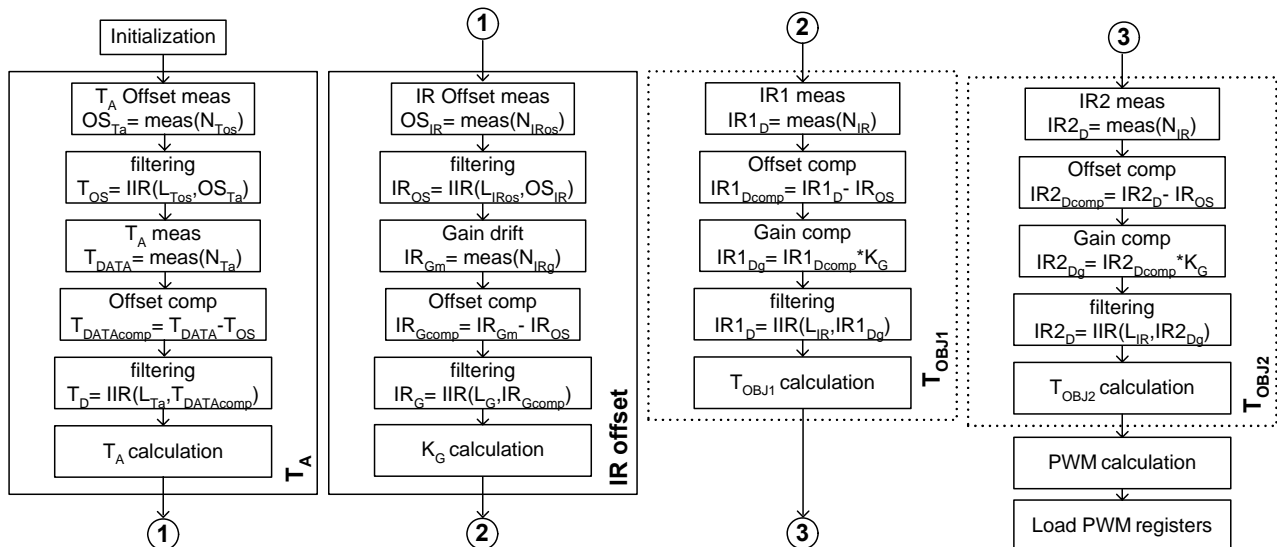 Initialization
T_A Offset meas
OS_Ta= meas(N_Tos)
filtering
T_OS= IIR(L_Tos,OS_Ta)
T_A meas
T_DATA= meas(N_Ta)
Offset comp
T_DATAcomp= T_DATA-T_OS
filtering
T_D= IIR(L_Ta,T_DATAcomp)
T_A calculation
T_A
1
1
IR Offset meas
OS_IR= meas(N_IRos)
filtering
IR_OS= IIR(L_IRos,OS_IR)
Gain drift
IR_Gm= meas(N_IRg)
Offset comp
IR_Gcomp= IR_Gm- IR_OS
filtering
IR_G= IIR(L_G,IR_Gcomp)
K_G calculation
IR offset
2
2
IR1 meas
IR1_D= meas(N_IR)
Offset comp
IR1_Dcomp= IR1_D- IR_OS
Gain comp
IR1_Dg= IR1_Dcomp*K_G
filtering
IR1_D= IIR(L_IR,IR1_Dg)
T_OBJ1 calculation
T_OBJ1
3
3
IR2 meas
IR2_D= meas(N_IR)
Offset comp
IR2_Dcomp= IR2_D- IR_OS
Gain comp
IR2_Dg= IR2_Dcomp*K_G
filtering
IR2_D= IIR(L_IR,IR2_Dg)
T_OBJ2 calculation
T_OBJ2
PWM calculation
Load PWM registers